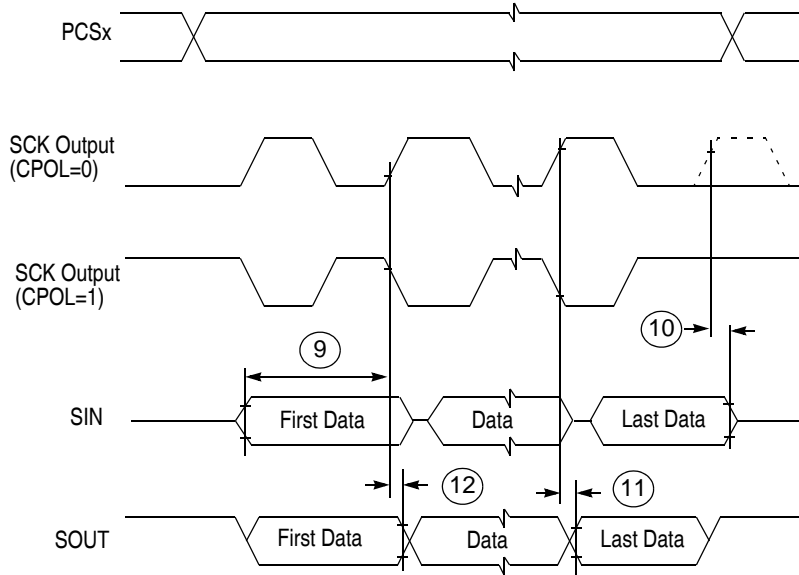 PCSx
SCK Output
(CPOL=0)
SCK Output
(CPOL=1)
10
9
SIN
First Data
Data
Last Data
12
11
SOUT
First Data
Data
Last Data